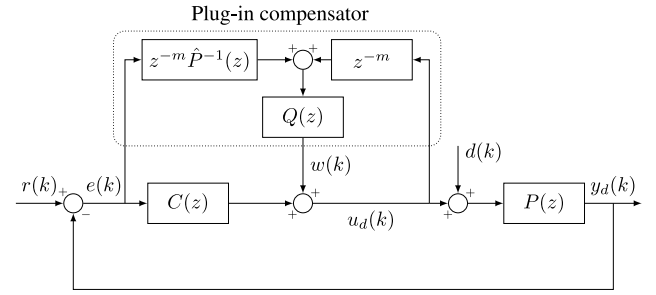 Plug-in compensator
z^{-m} \hat{P}^{-1}(z)
+ +
z^{-m}
Q(z)
w(k)
d(k)
r(k)
+
−
e(k)
C(z)
+ +
u_d(k)
+ +
P(z)
y_d(k)